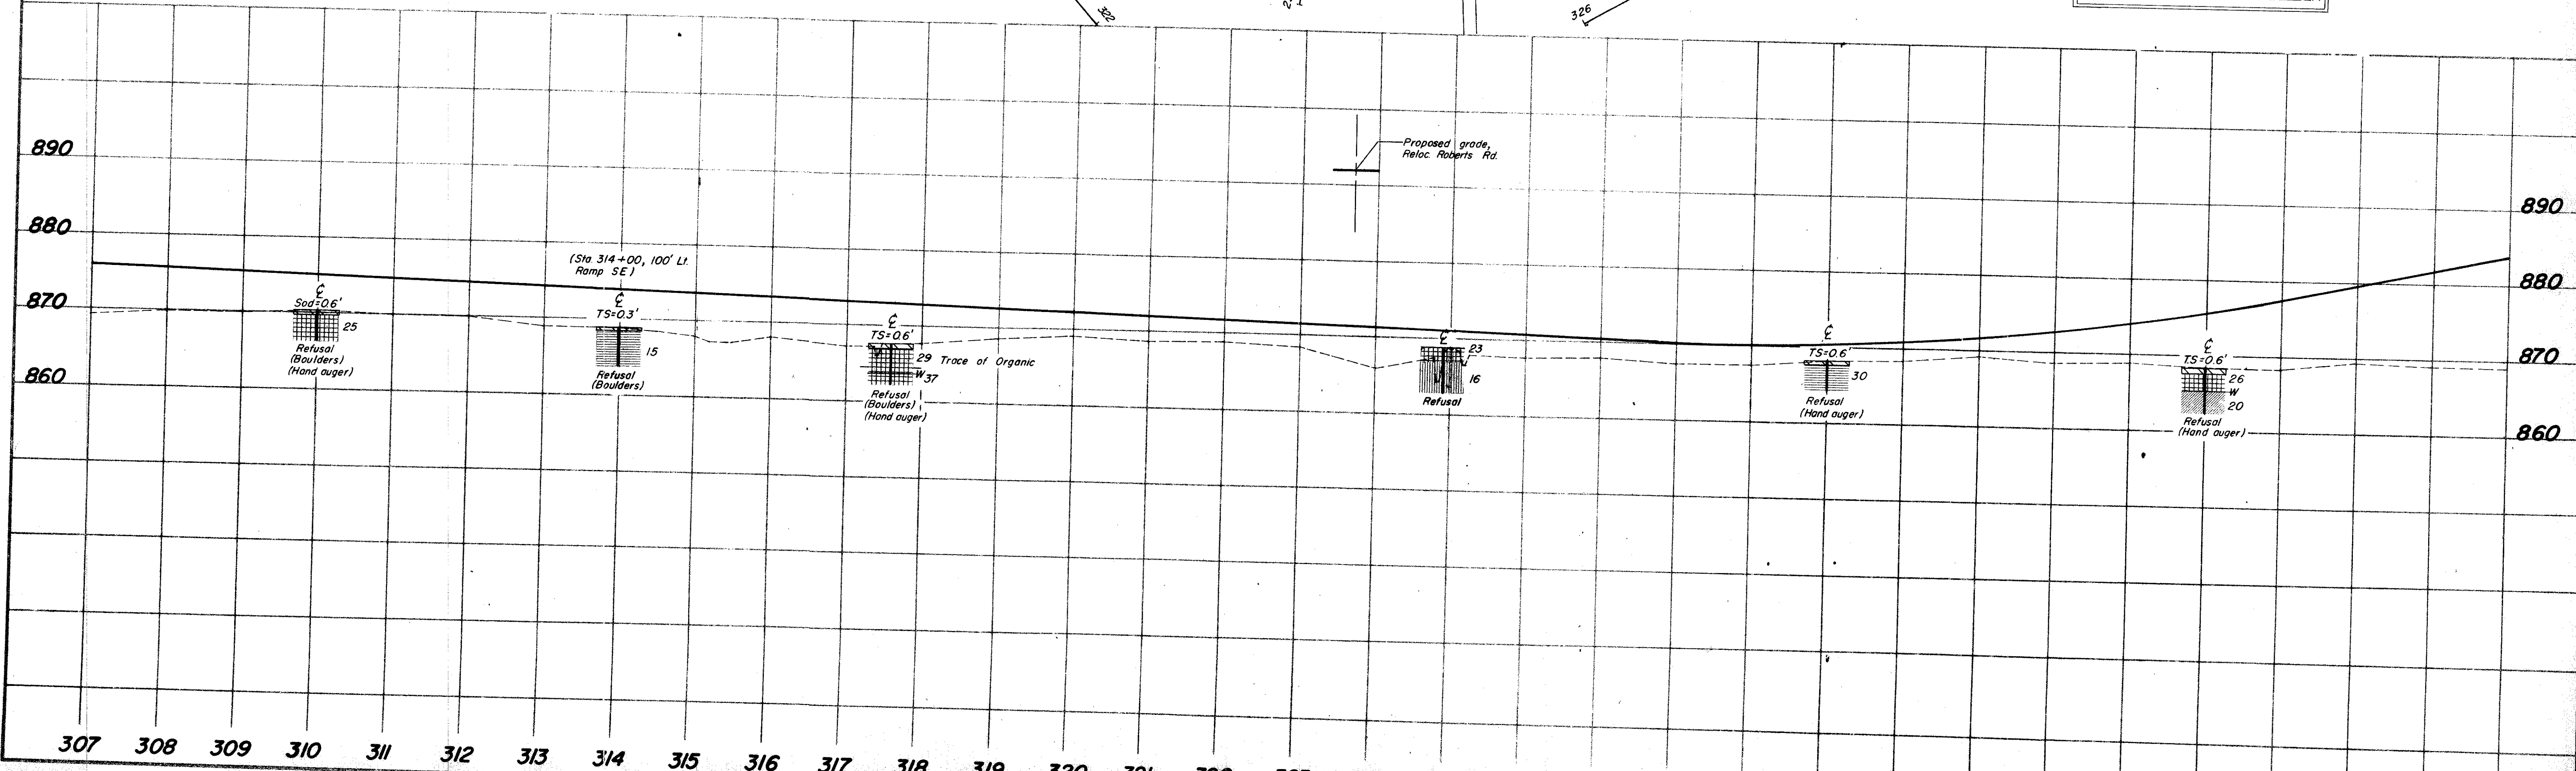 322
326
Proposed grade,
Reloc. Roberts Rd.
890
890
880
880
870
870
860
860
(Sta. 314+00, 100' Lt.
Ramp SE)
℄
Sod=0.6'
25
Refusal
(Boulders)
(Hand auger)
℄
TS=0.3'
15
Refusal
(Boulders)
℄
TS=0.6'
29 Trace of Organic
W
37
Refusal
(Boulders)
(Hand auger)
℄
23
16
Refusal
℄
TS=0.6'
30
Refusal
(Hand auger)
℄
TS=0.6'
26
W
20
Refusal
(Hand auger)
307 308 309 310 311 312 313 314 315 316 317 318 319 320